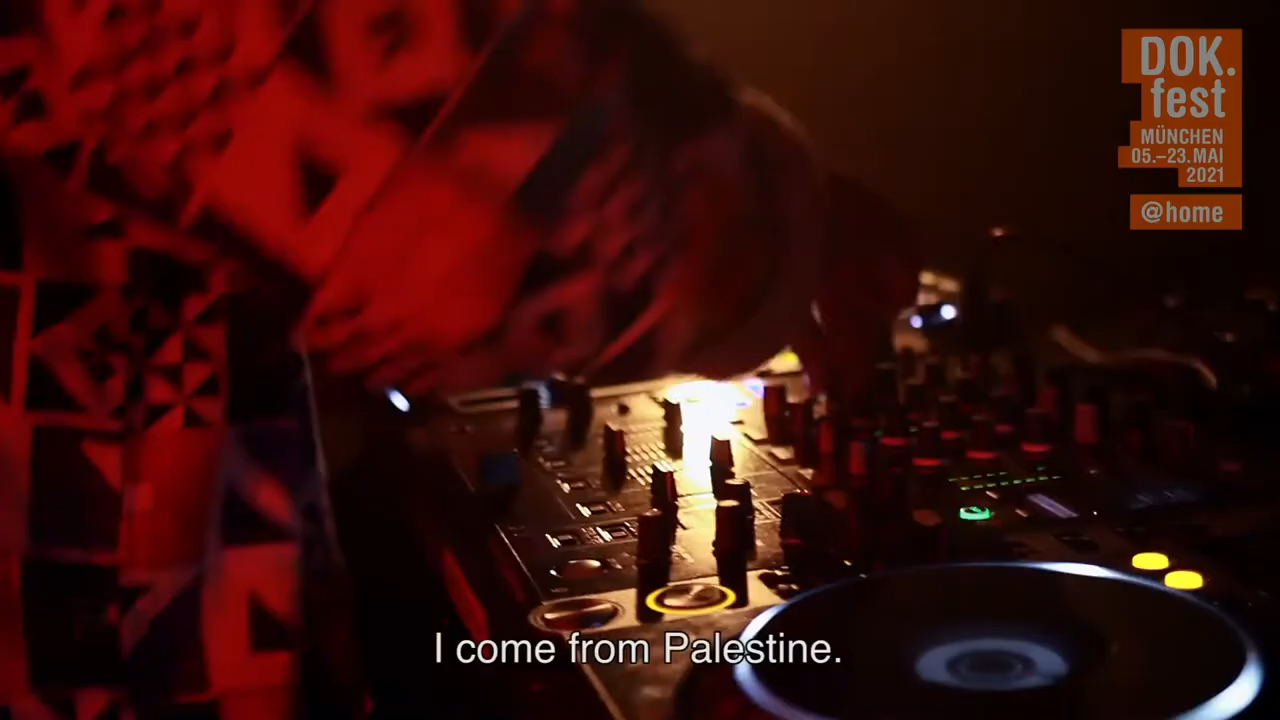 DOK.
fest
MÜNCHEN
05.–23. MAI
2021
@home
I come from Palestine.